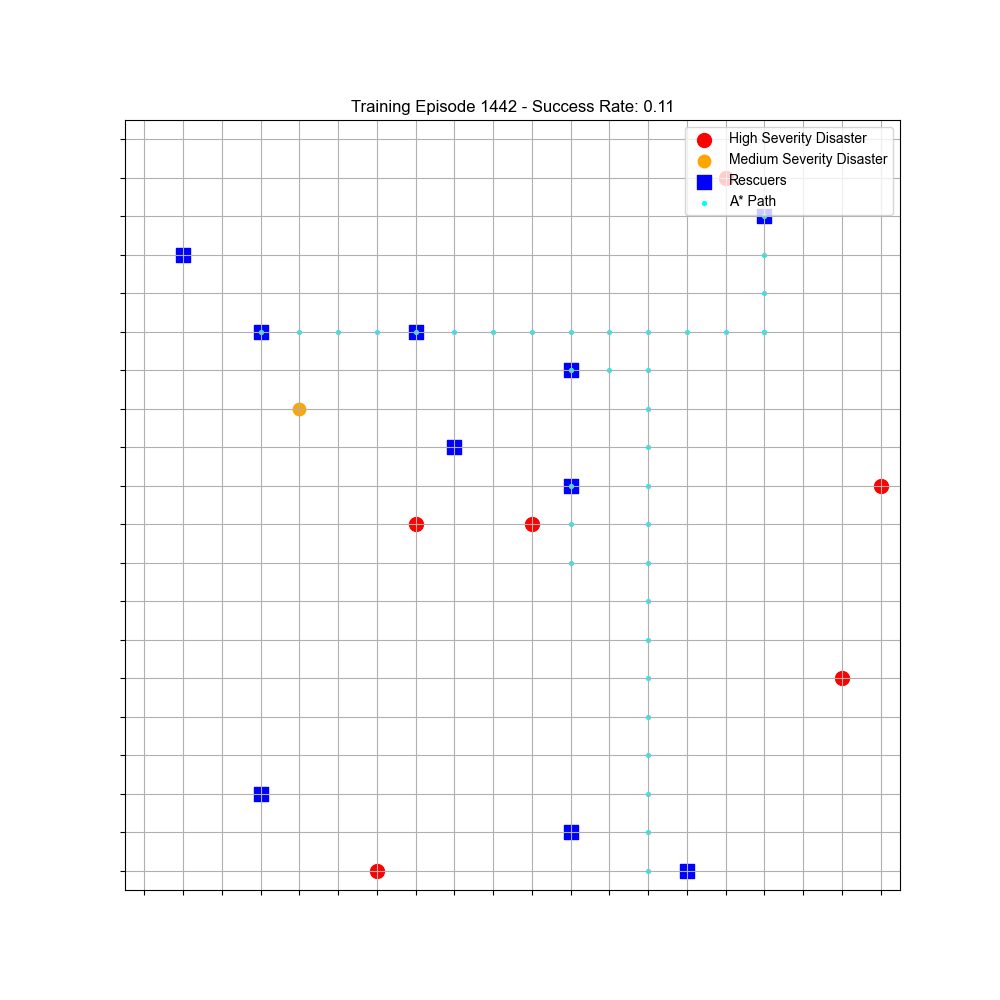 Training Episode 1442 - Success Rate: 0.11
High Severity Disaster
Medium Severity Disaster
Rescuers
A* Path